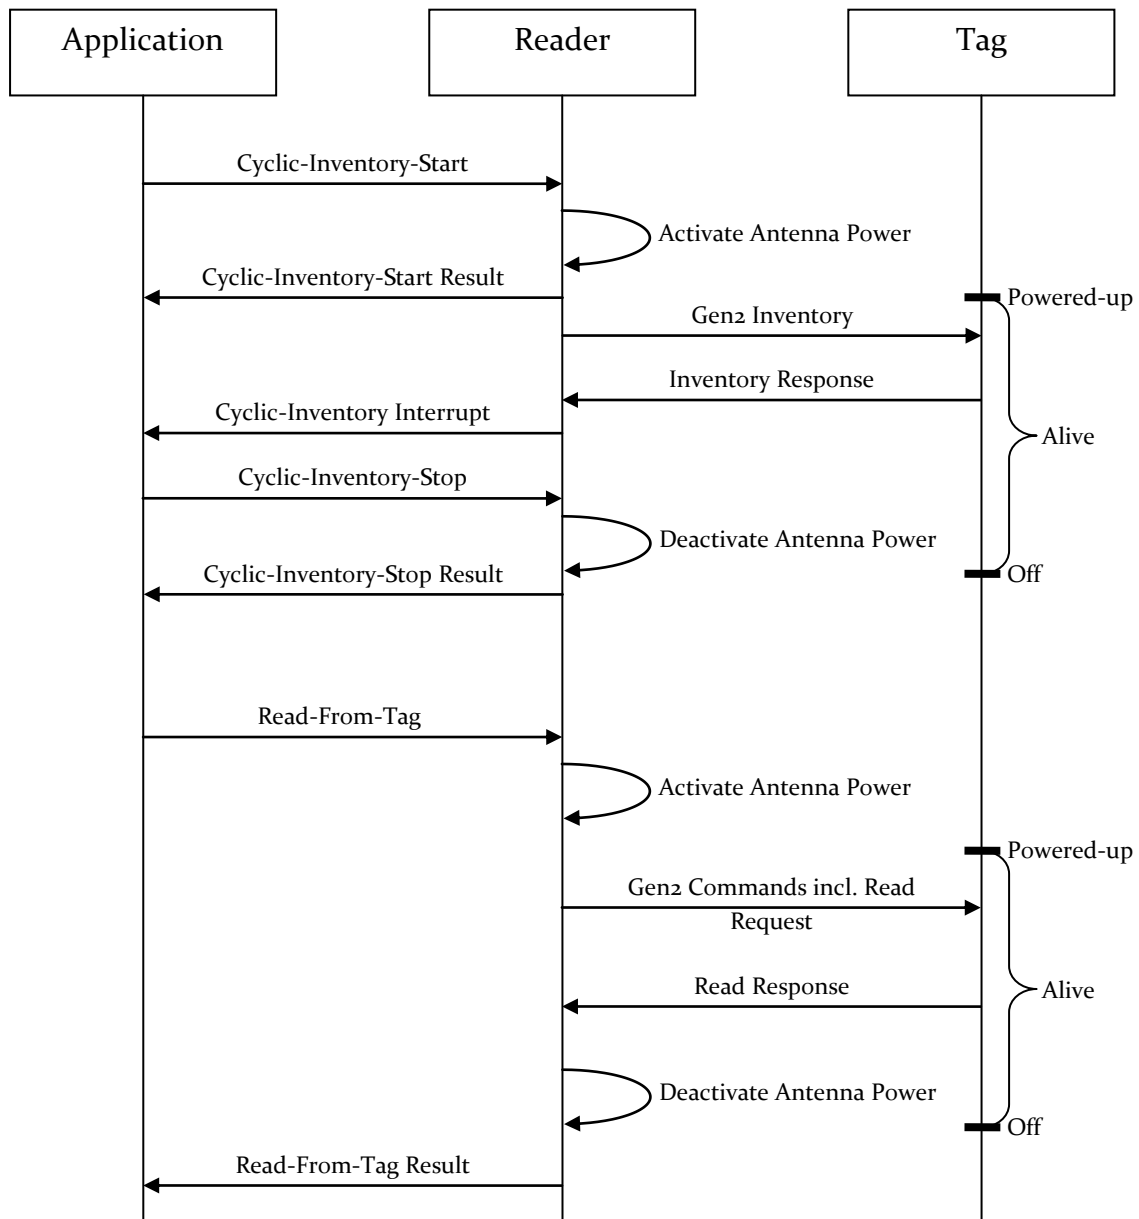 Application
Reader
Tag
Cyclic-Inventory-Start
Activate Antenna Power
Cyclic-Inventory-Start Result
Powered-up
Gen2 Inventory
Inventory Response
Cyclic-Inventory Interrupt
Alive
Cyclic-Inventory-Stop
Deactivate Antenna Power
Cyclic-Inventory-Stop Result
Off
Read-From-Tag
Activate Antenna Power
Powered-up
Gen2 Commands incl. Read
Request
Read Response
Alive
Deactivate Antenna Power
Off
Read-From-Tag Result